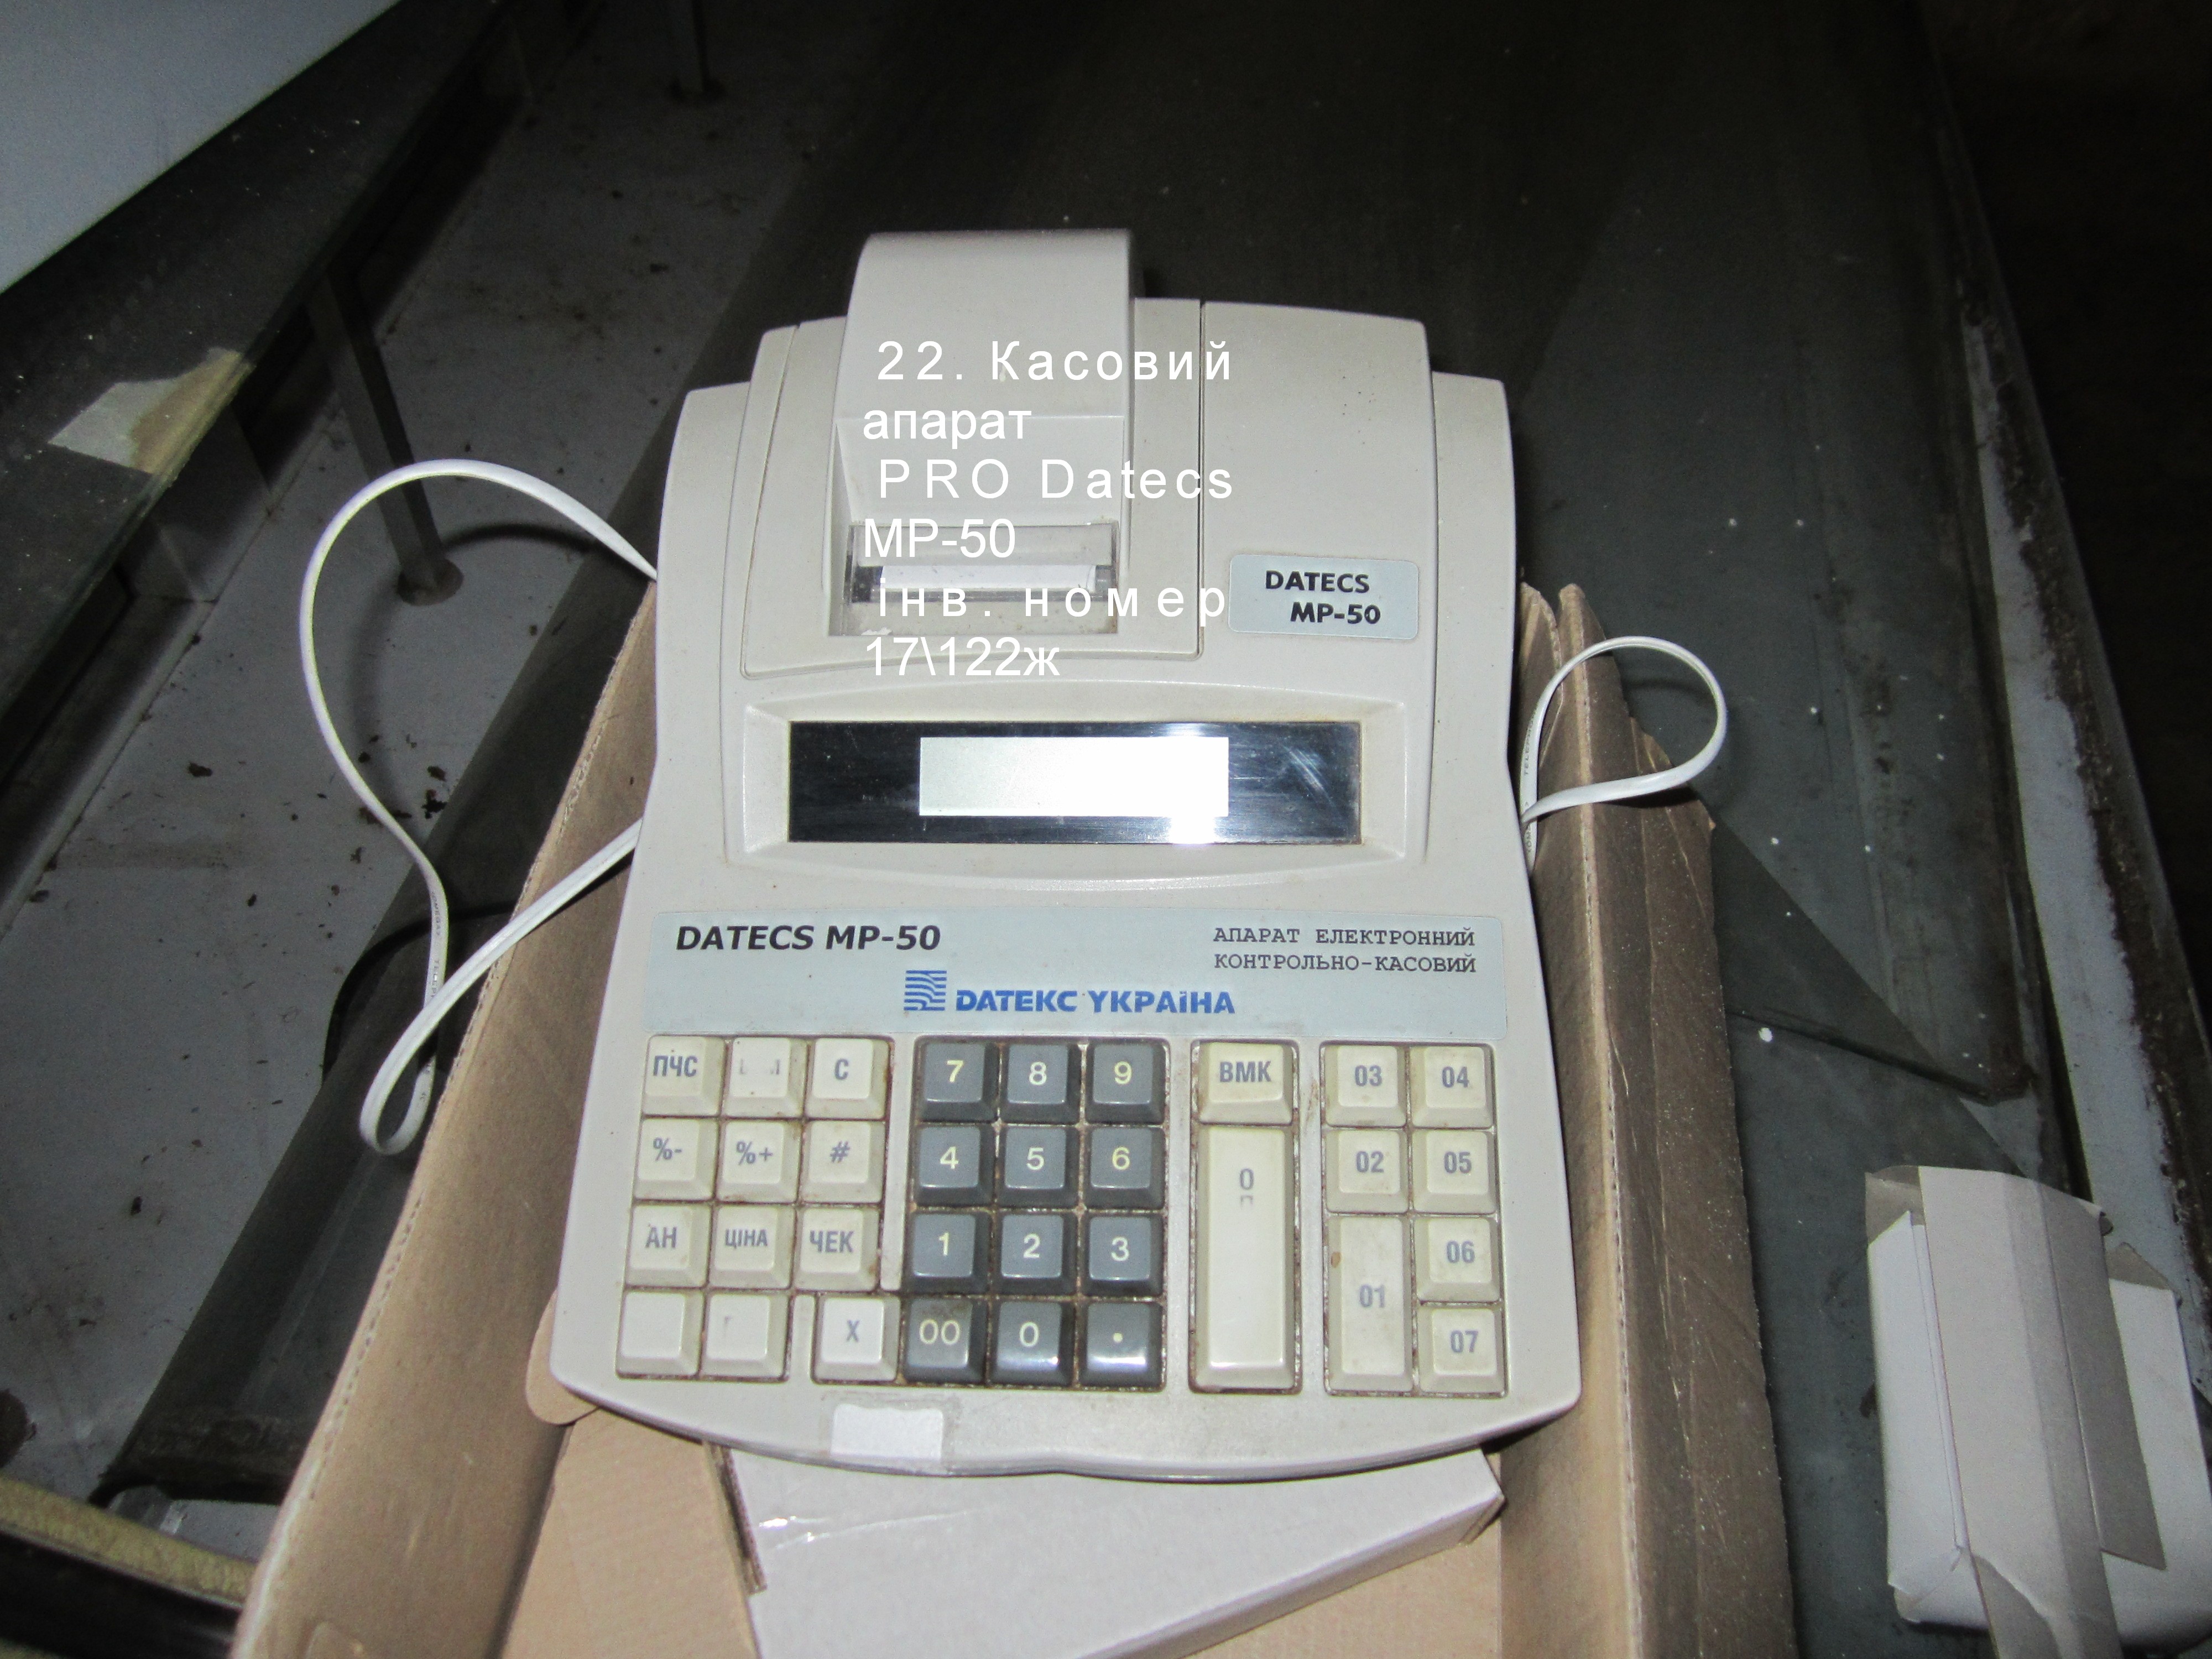 22. Касовий
апарат
PRO Datecs
MP-50
інв. номер
17\122ж
DATECS
MP-50
DATECS MP-50
АПАРАТ ЕЛЕКТРОННИЙ
КОНТРОЛЬНО-КАСОВИЙ
ДАТЕКС УКРАЇНА
ПЧС С 7 8 9 ВМК 03 04
%- %+ # 4 5 6 0 02 05
АН ЦІНА ЧЕК 1 2 3 01 06
X 00 0 . 07